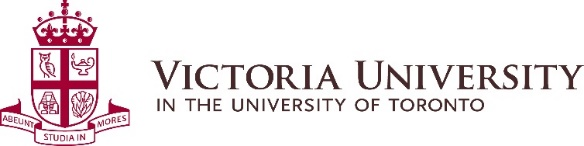 VICTORIA UNIVERSITY
IN THE UNIVERSITY OF TORONTO
ABEUNT STUDIA IN MORES